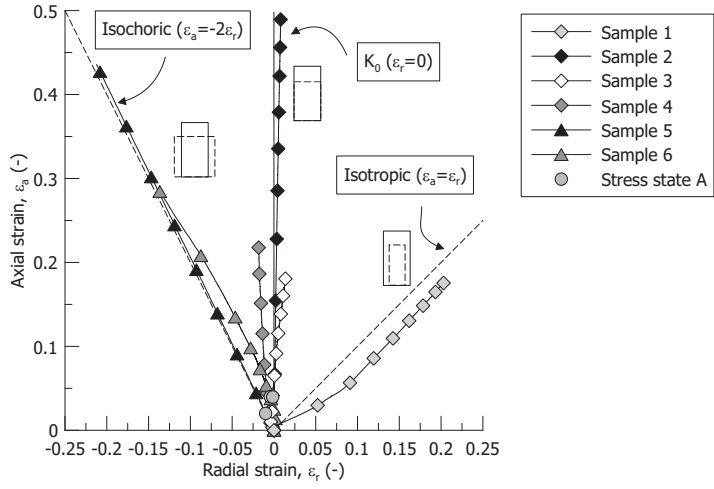 0.5
0.4
0.3
0.2
0.1
0
Axial strain, εa (-)
-0.25 -0.2 -0.15 -0.1 -0.05 0 0.05 0.1 0.15 0.2 0.25
Radial strain, εr (-)
Isochoric (εa=-2εr)
K0 (εr=0)
Isotropic (εa=εr)
Sample 1
Sample 2
Sample 3
Sample 4
Sample 5
Sample 6
Stress state A